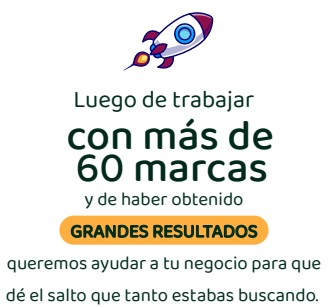 Luego de trabajar
con más de
60 marcas
y de haber obtenido
GRANDES RESULTADOS
queremos ayudar a tu negocio para que
dé el salto que tanto estabas buscando.